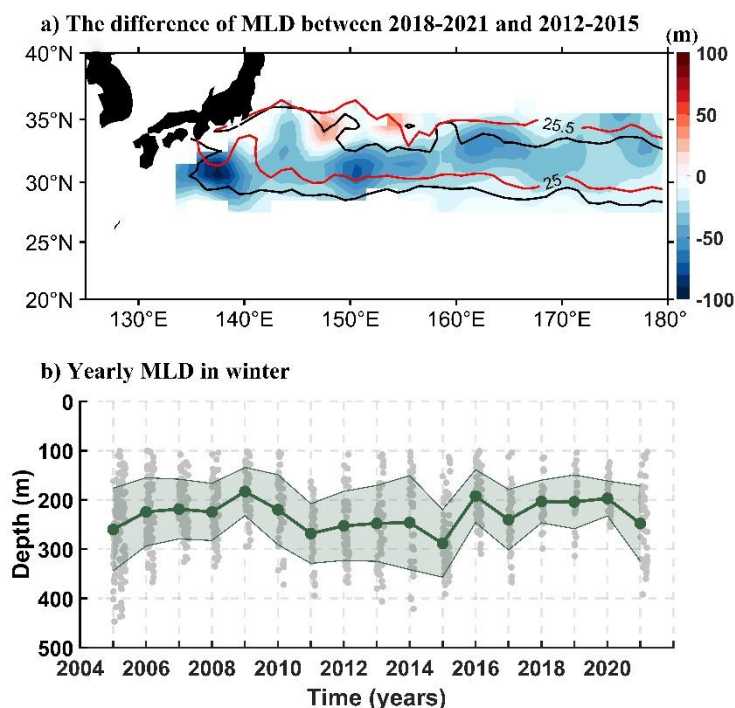 a) The difference of MLD between 2018-2021 and 2012-2015
(m)
40°N
35°N
30°N
25°N
20°N
130°E 140°E 150°E 160°E 170°E 180°
25.5
25
100
50
0
-50
-100
b) Yearly MLD in winter
Depth (m)
0
100
200
300
400
500
2004 2006 2008 2010 2012 2014 2016 2018 2020
Time (years)